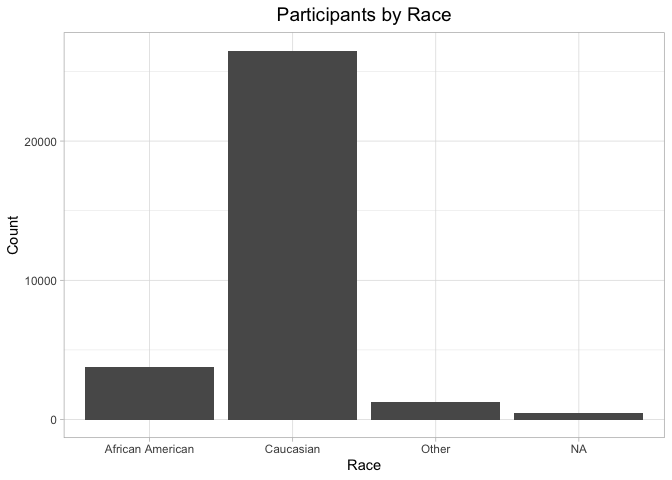 Participants by Race
Count
20000
10000
0
African American Caucasian Other NA
Race